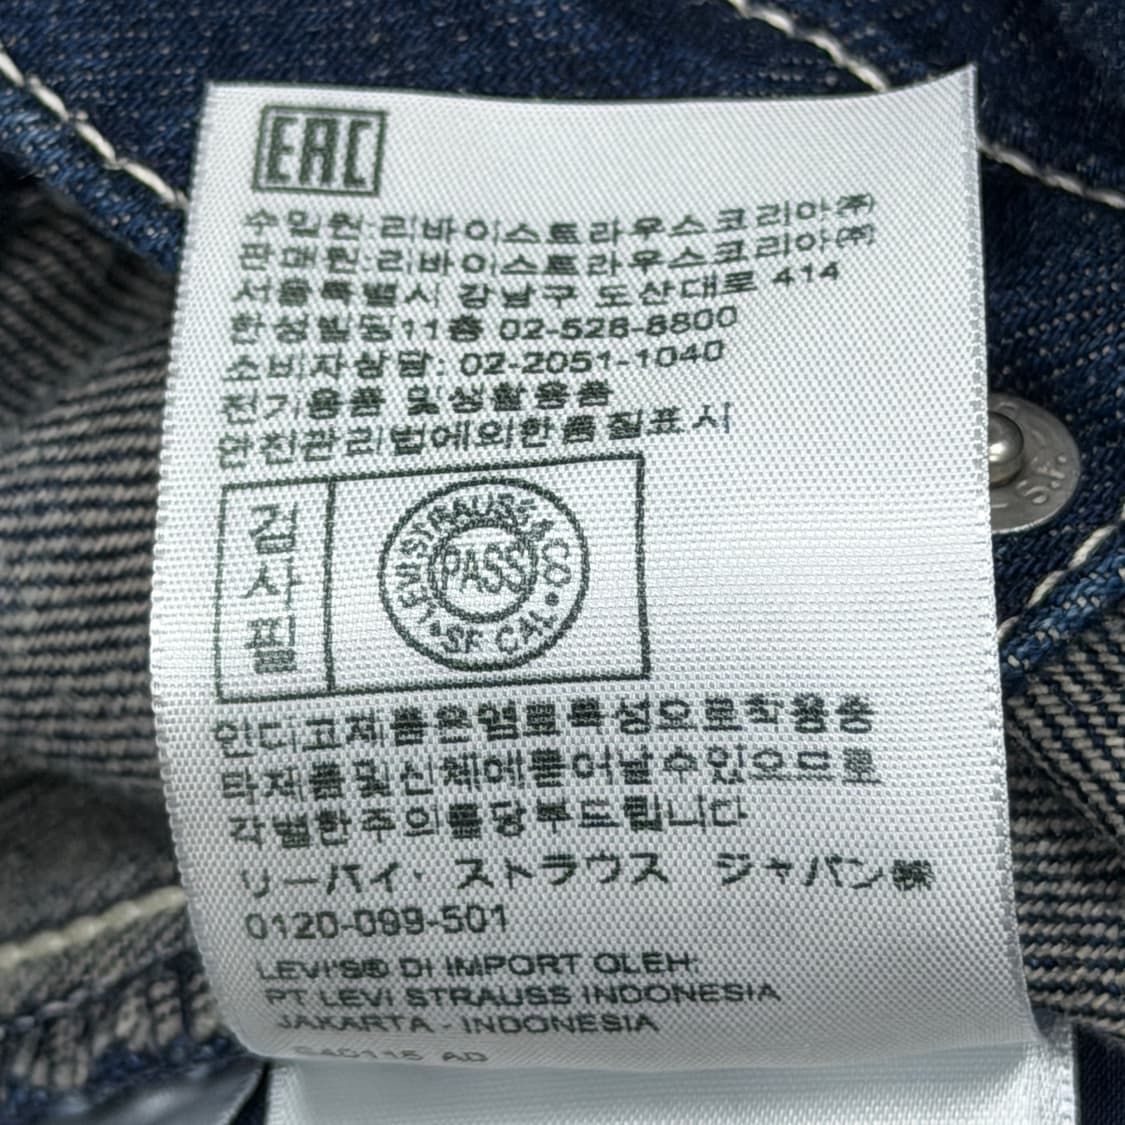 EAC
수입원:리바이스트라우스코리아㈜
판매원:리바이스트라우스코리아㈜
서울특별시 강남구 도산대로 414
한성빌딩11층 02-528-8800
소비자상담: 02-2051-1040
전기용품 및생활용품
안전관리법에의한품질표시
검사필
LEVI STRAUSS & CO
PASS
SF CAL
인디고제품은염료특성으로착용중
타제품및신체에물어날수있으므로
각별한주의를당부드립니다
リーバイ・ストラウス ジャパン㈱
0120-099-501
LEVI'S® DI IMPORT OLEH:
PT LEVI STRAUSS INDONESIA
JAKARTA - INDONESIA
S.F.